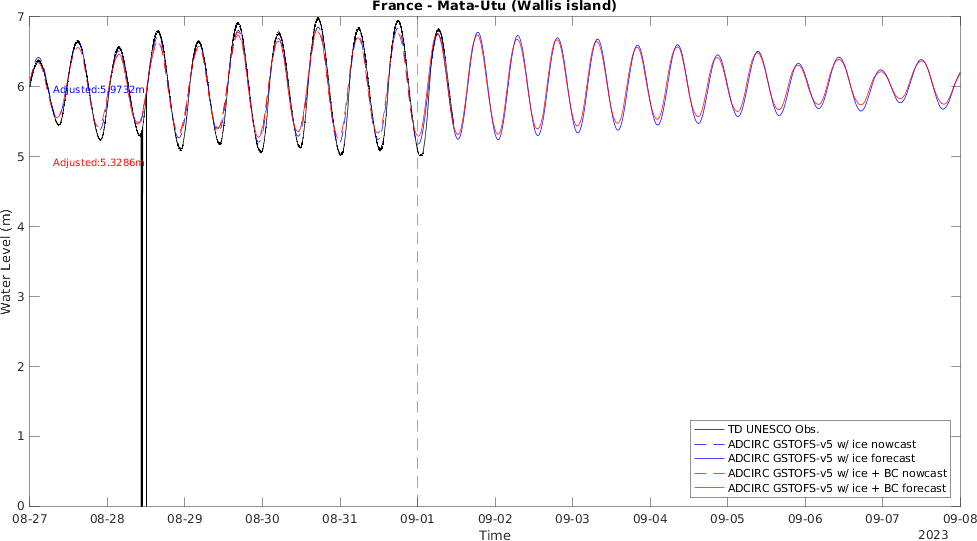 France - Mata-Utu (Wallis island)
7
6
5
4
3
2
1
0
Water Level (m)
Adjusted:5.9732m
Adjusted:5.3286m
TD UNESCO Obs.
ADCIRC GSTOFS-v5 w/ ice nowcast
ADCIRC GSTOFS-v5 w/ ice forecast
ADCIRC GSTOFS-v5 w/ ice + BC nowcast
ADCIRC GSTOFS-v5 w/ ice + BC forecast
08-27 08-28 08-29 08-30 08-31 09-01 09-02 09-03 09-04 09-05 09-06 09-07 09-08
Time
2023